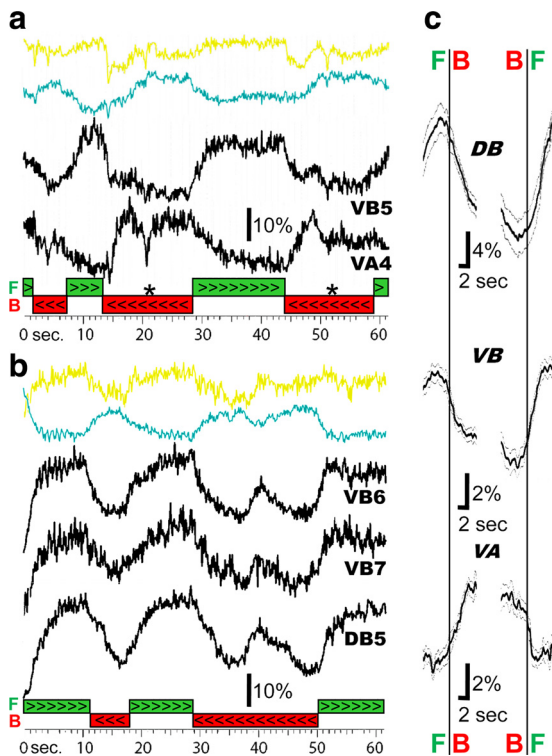 a
VB5
10%
VA4
F > >>> >>>>>>>> >
B <<< * <<<<<<<< * <<<<<<<<
0 sec. 10 20 30 40 50 60
b
VB6
VB7
DB5
10%
F >>>>>> >>>>>> >>>>>>
B <<< <<<<<<<<<<<<
0 sec. 10 20 30 40 50 60
c
F B B F
DB
4%
2 sec
VB
2%
2 sec
VA
2%
2 sec
F B B F